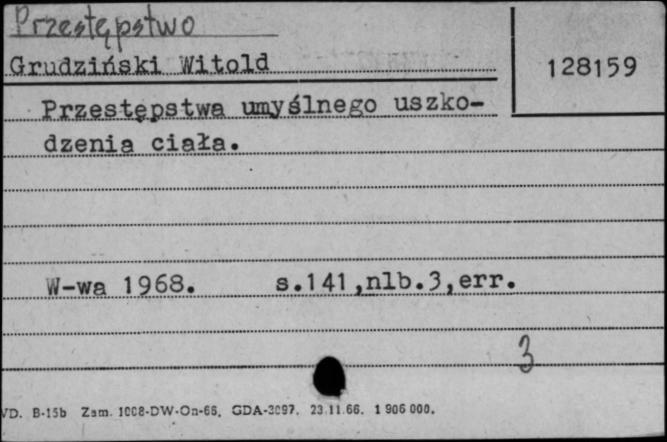 Przestępstwo
Grudziński Witold
128159
Przestępstwa umyślnego uszko-
dzenia ciała.
W-wa 1968. s.141,nlb.3,err.
3
VD. B-15b Zam. 1008-DW-On-66. GDA-3097. 23.11.66. 1 906 000.